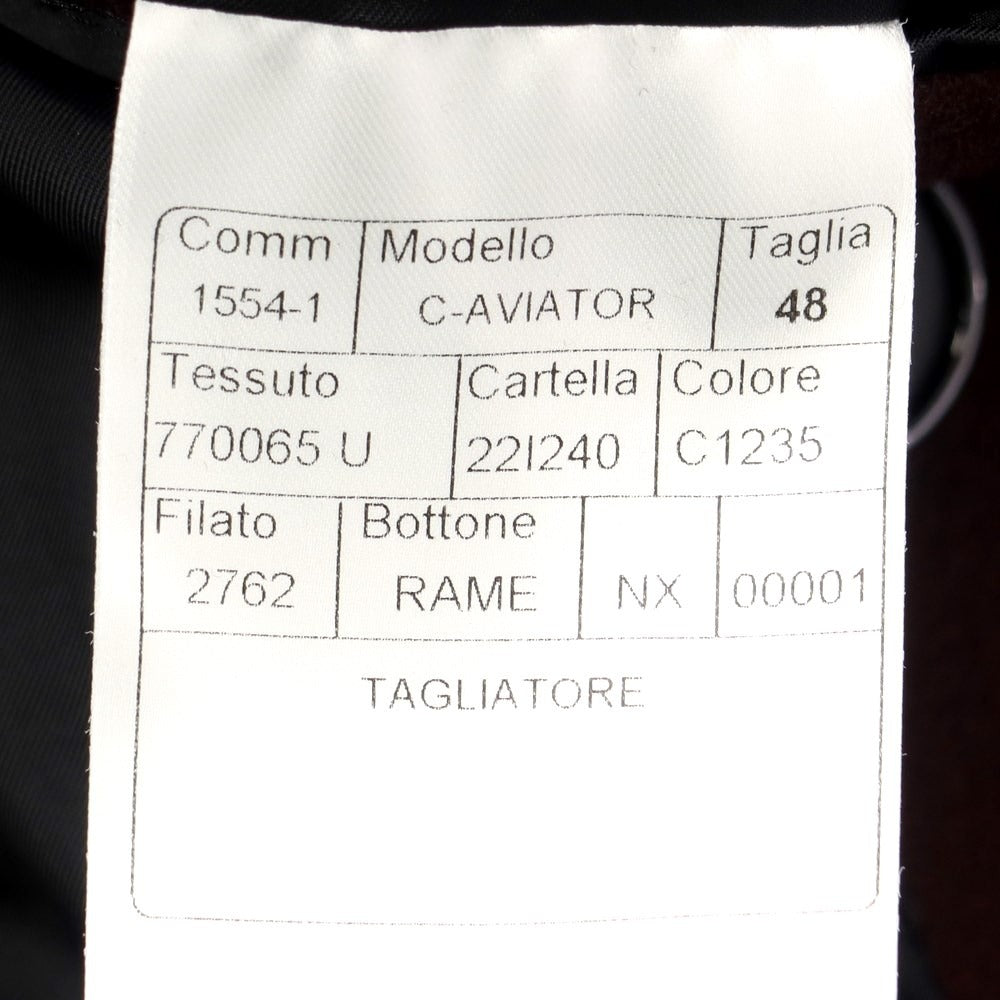 Comm Modello Taglia
1554-1 C-AVIATOR 48
Tessuto Cartella Colore
770065 U 22I240 C1235
Filato Bottone
2762 RAME NX 00001
TAGLIATORE